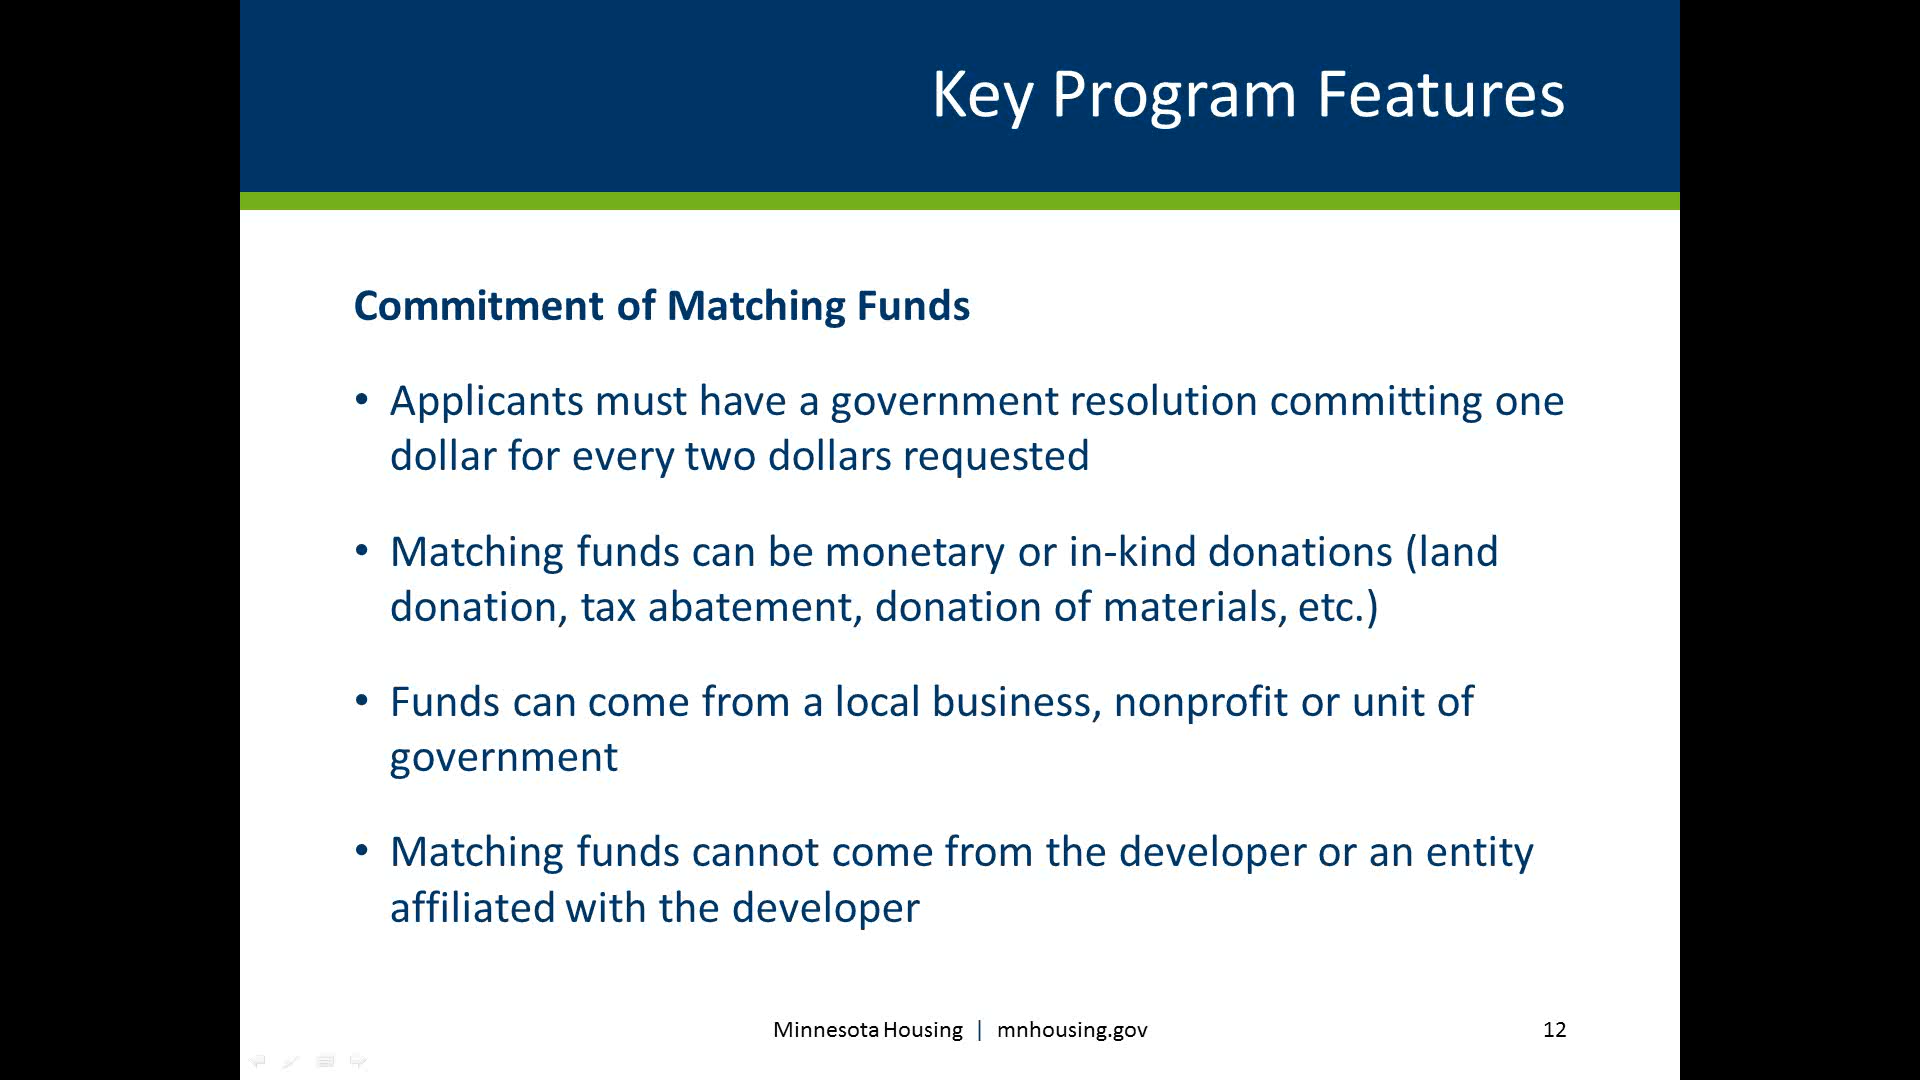 Key Program Features
Commitment of Matching Funds
• Applicants must have a government resolution committing one
dollar for every two dollars requested
• Matching funds can be monetary or in-kind donations (land
donation, tax abatement, donation of materials, etc.)
• Funds can come from a local business, nonprofit or unit of
government
• Matching funds cannot come from the developer or an entity
affiliated with the developer
Minnesota Housing | mnhousing.gov 12